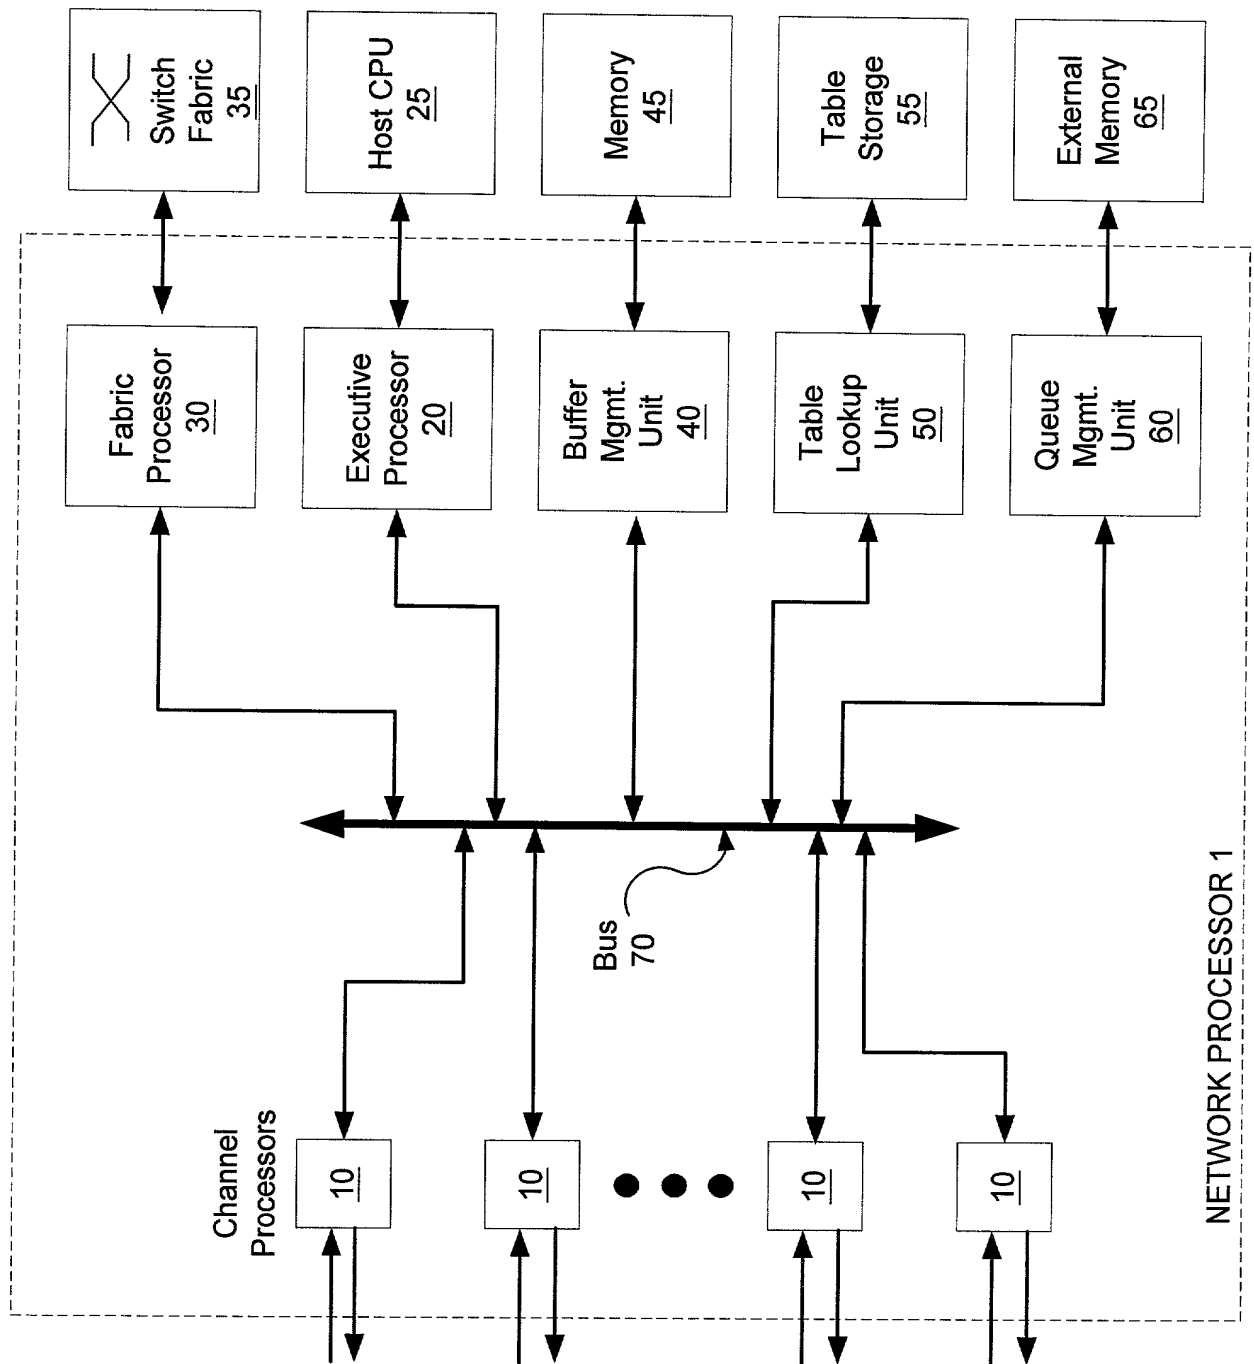 Switch
Fabric
35
Host CPU
25
Memory
45
Table
Storage
55
External
Memory
65
Fabric
Processor
30
Executive
Processor
20
Buffer
Mgmt.
Unit
40
Table
Lookup
Unit
50
Queue
Mgmt.
Unit
60
Bus
70
Channel
Processors
10
10
10
10
NETWORK PROCESSOR 1